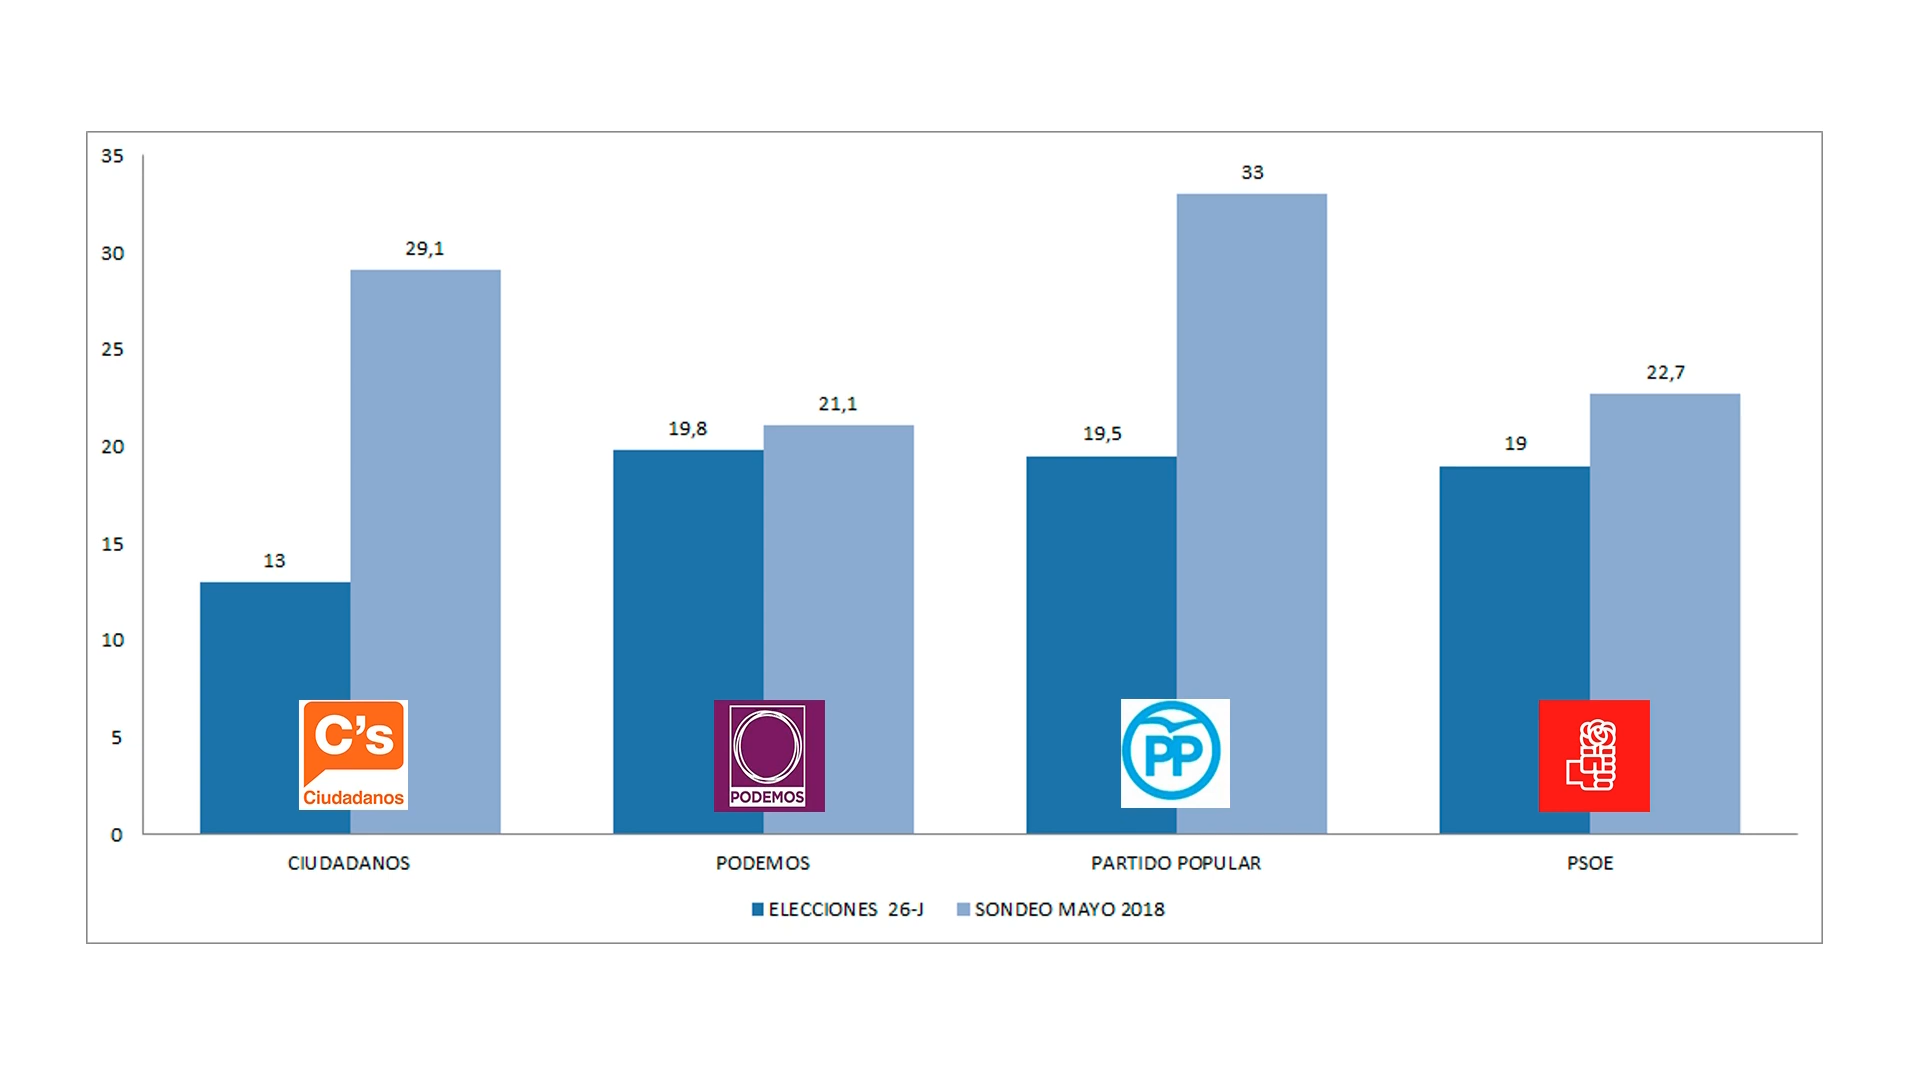 35
30
25
20
15
10
5
0
13
29,1
19,8
21,1
19,5
33
19
22,7
C's
Ciudadanos
PODEMOS
PP
CIUDADANOS
PODEMOS
PARTIDO POPULAR
PSOE
ELECCIONES 26-J
SONDEO MAYO 2018